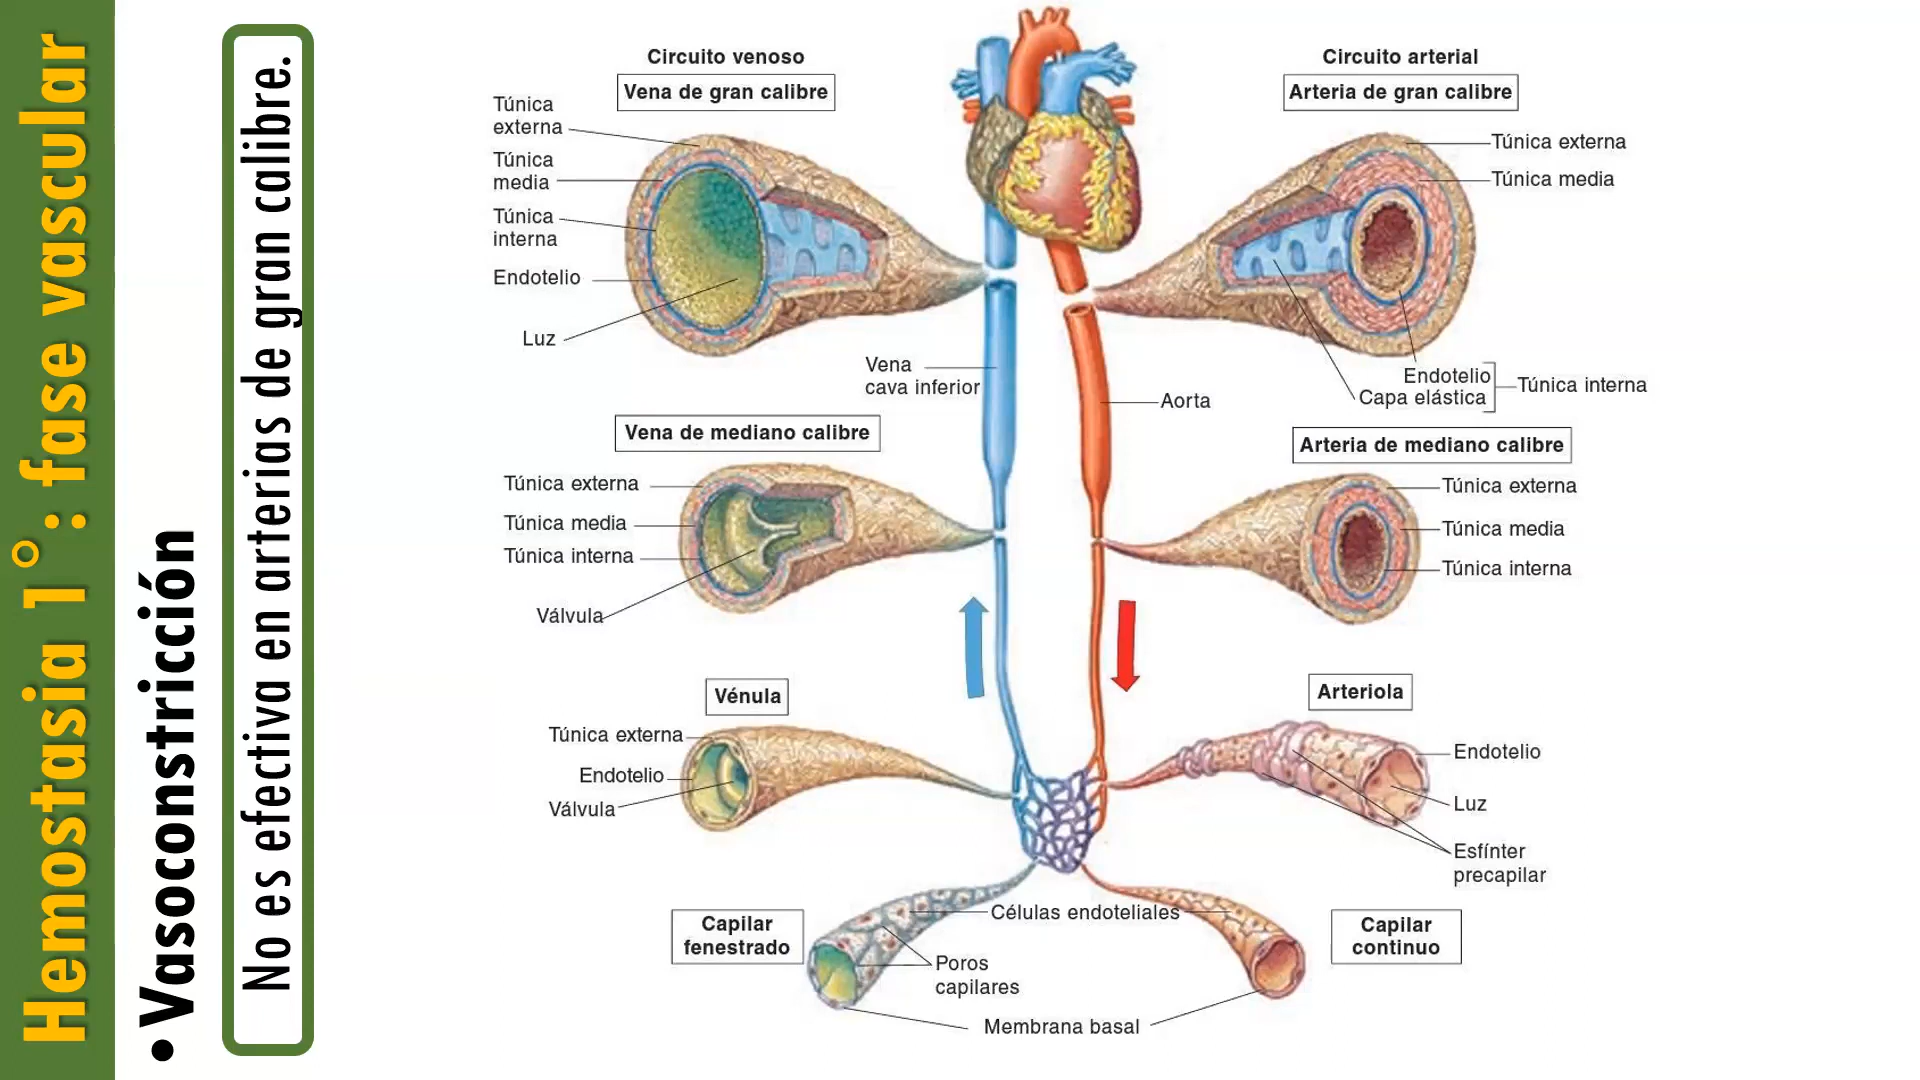 Hemostasia 1°: fase vascular
• Vasoconstricción
No es efectiva en arterias de gran calibre.
Circuito venoso
Vena de gran calibre
Túnica
externa
Túnica
media
Túnica
interna
Endotelio
Luz
Vena
cava inferior
Vena de mediano calibre
Túnica externa
Túnica media
Túnica interna
Válvula
Vénula
Túnica externa
Endotelio
Válvula
Capilar
fenestrado
Circuito arterial
Arteria de gran calibre
Túnica externa
Túnica media
Endotelio
Capa elástica
Túnica interna
Aorta
Arteria de mediano calibre
Túnica externa
Túnica media
Túnica interna
Arteriola
Endotelio
Luz
Esfínter
precapilar
Células endoteliales
Capilar
continuo
Poros
capilares
Membrana basal